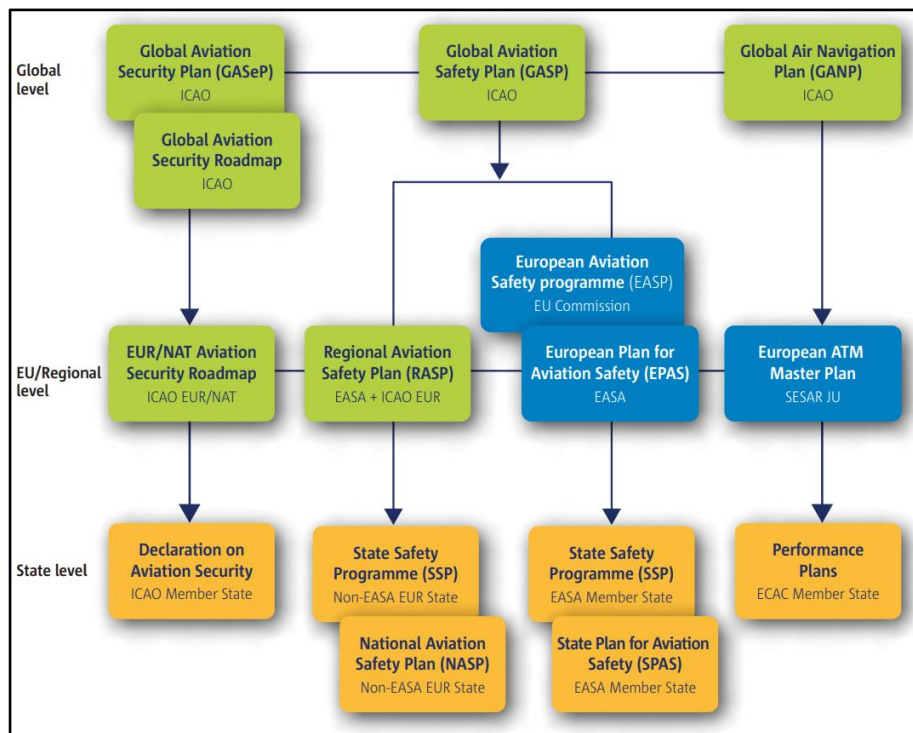 Global
level
Global Aviation
Security Plan (GASeP)
ICAO
Global Aviation
Security Roadmap
ICAO
Global Aviation
Safety Plan (GASP)
ICAO
Global Air Navigation
Plan (GANP)
ICAO
European Aviation
Safety programme (EASP)
EU Commission
EU/Regional
level
EUR/NAT Aviation
Security Roadmap
ICAO EUR/NAT
Regional Aviation
Safety Plan (RASP)
EASA + ICAO EUR
European Plan for
Aviation Safety (EPAS)
EASA
European ATM
Master Plan
SESAR JU
State level
Declaration on
Aviation Security
ICAO Member State
State Safety
Programme (SSP)
Non-EASA EUR State
National Aviation
Safety Plan (NASP)
Non-EASA EUR State
State Safety
Programme (SSP)
EASA Member State
State Plan for Aviation
Safety (SPAS)
EASA Member State
Performance
Plans
ECAC Member State